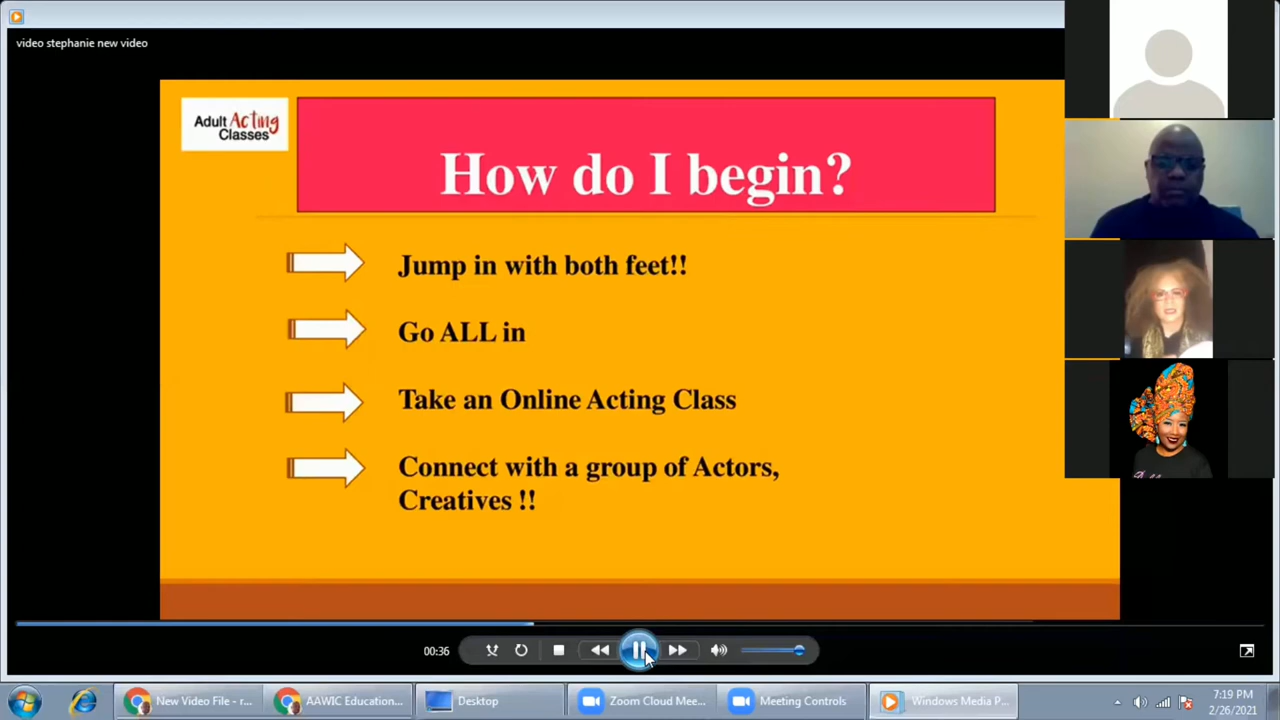 video stephanie new video
Adult Acting
Classes
How do I begin?
Jump in with both feet!!
Go ALL in
Take an Online Acting Class
Connect with a group of Actors,
Creatives !!
00:36
New Video File - r...
AAWIC Education...
Desktop
Zoom Cloud Mee...
Meeting Controls
Windows Media P...
7:19 PM
2/26/2021